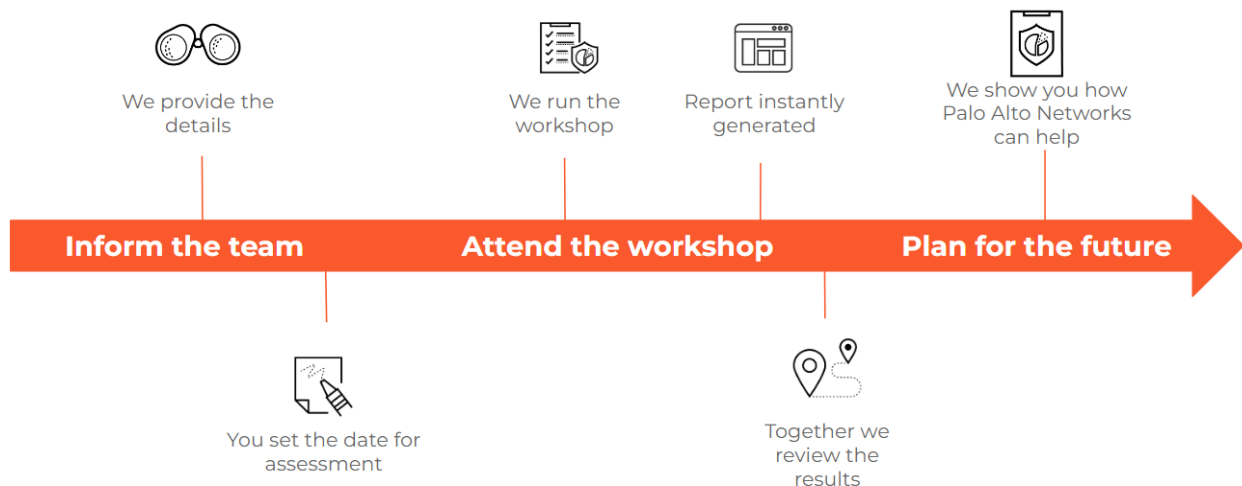 We provide the
details
We run the
workshop
Report instantly
generated
We show you how
Palo Alto Networks
can help
Inform the team
Attend the workshop
Plan for the future
You set the date for
assessment
Together we
review the
results